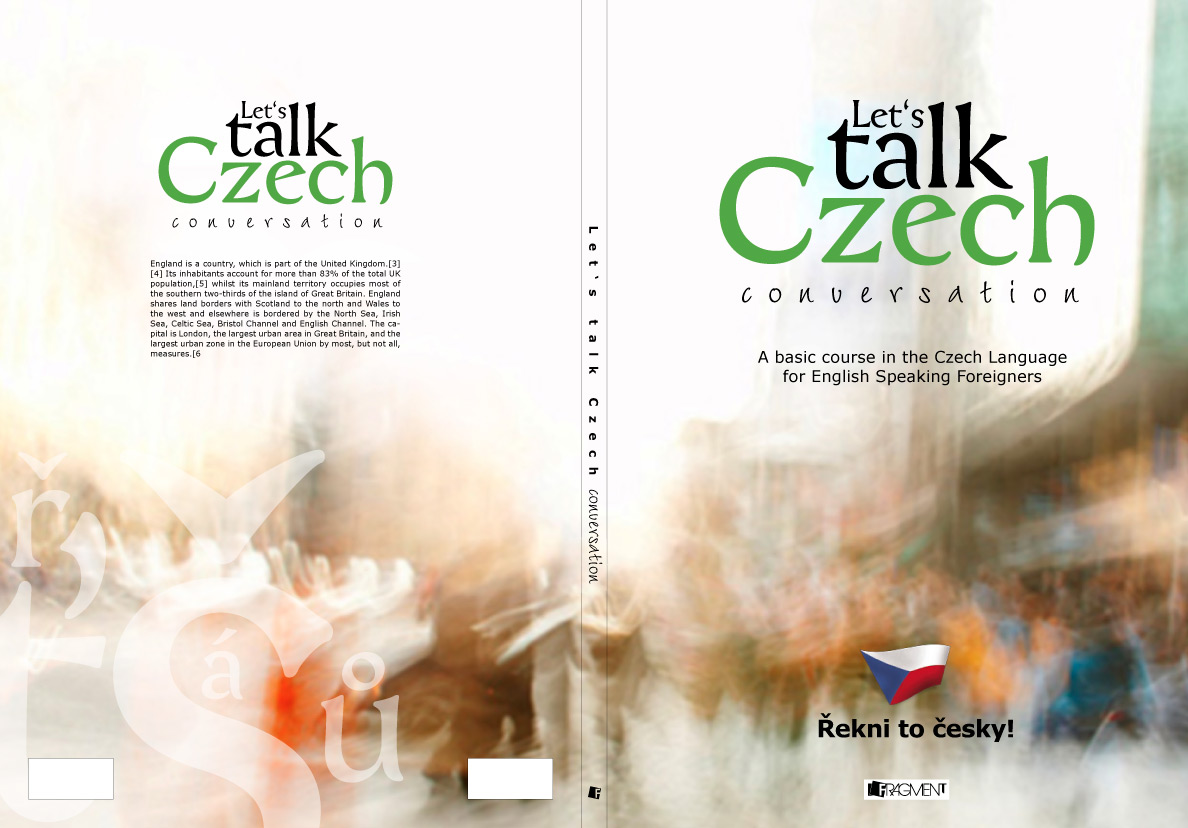 Let's
talk
Czech
conversation
England is a country, which is part of the United Kingdom.[3]
[4] Its inhabitants account for more than 83% of the total UK
population,[5] whilst its mainland territory occupies most of
the southern two-thirds of the island of Great Britain. England
shares land borders with Scotland to the north and Wales to
the west and elsewhere is bordered by the North Sea, Irish
Sea, Celtic Sea, Bristol Channel and English Channel. The ca-
pital is London, the largest urban area in Great Britain, and the
largest urban zone in the European Union by most, but not all,
measures.[6
ř
ť
Š
á
ů
Let's talk Czech conversation
F
Let's
talk
Czech
conversation
A basic course in the Czech Language
for English Speaking Foreigners
Řekni to česky!
FRAGMENT